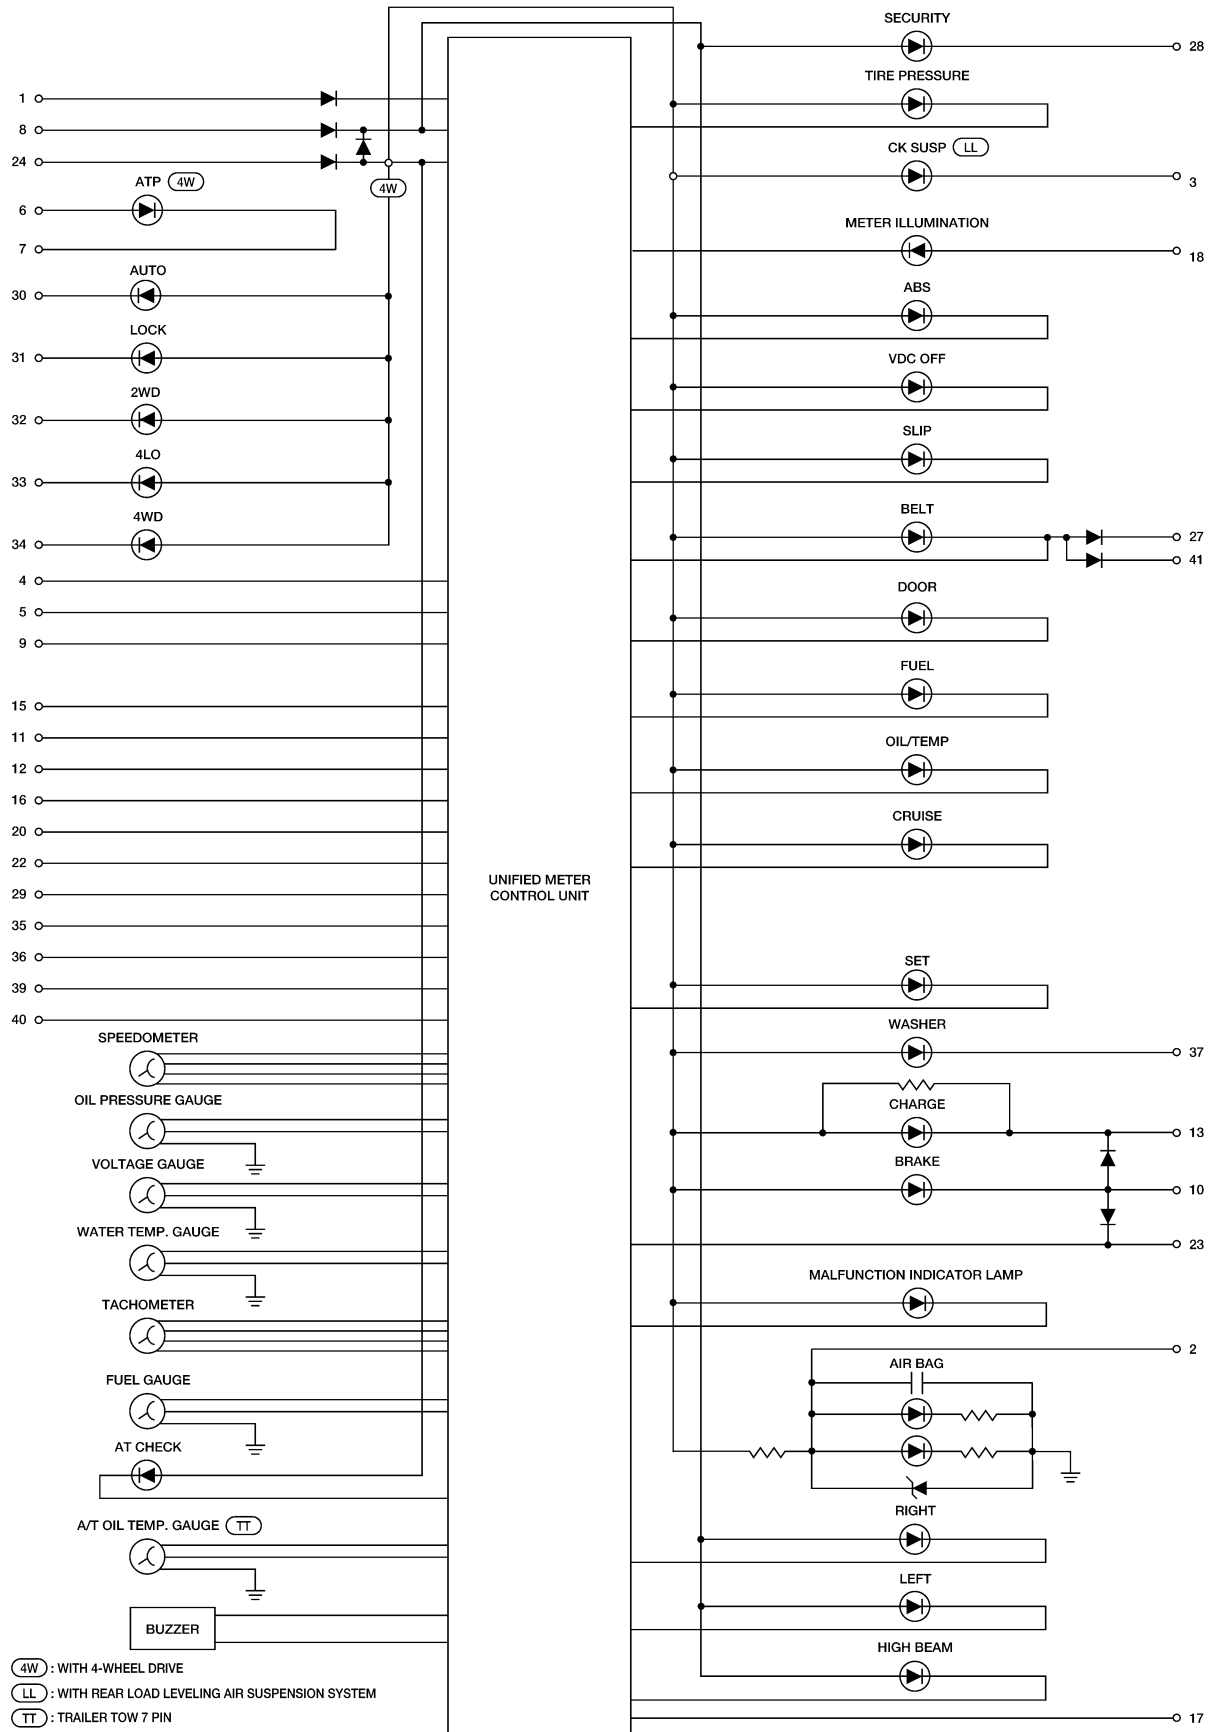 SECURITY
28
TIRE PRESSURE
1
8
CK SUSP LL
24
3
ATP 4W
4W
6
METER ILLUMINATION
7
18
AUTO
30
ABS
LOCK
31
VDC OFF
2WD
32
SLIP
4LO
33
BELT
4WD
27
34
41
4
DOOR
5
9
FUEL
15
11
OIL/TEMP
12
16
CRUISE
20
22
UNIFIED METER
CONTROL UNIT
29
35
36
SET
39
40
WASHER
SPEEDOMETER
37
OIL PRESSURE GAUGE
CHARGE
13
VOLTAGE GAUGE
BRAKE
10
WATER TEMP. GAUGE
23
MALFUNCTION INDICATOR LAMP
TACHOMETER
2
AIR BAG
FUEL GAUGE
AT CHECK
RIGHT
A/T OIL TEMP. GAUGE TT
LEFT
BUZZER
HIGH BEAM
4W : WITH 4-WHEEL DRIVE
LL : WITH REAR LOAD LEVELING AIR SUSPENSION SYSTEM
TT : TRAILER TOW 7 PIN
17